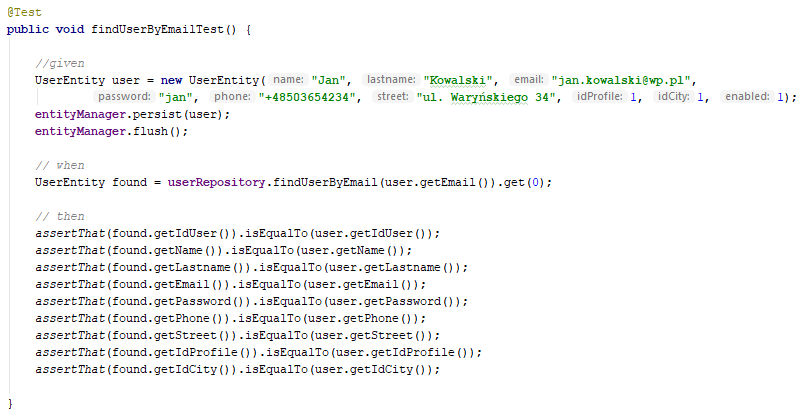 @Test
public void findUserByEmailTest() {
//given
UserEntity user = new UserEntity( name: "Jan", lastname: "Kowalski", email: "jan.kowalski@wp.pl",
password: "jan", phone: "+48503654234", street: "ul. Waryńskiego 34", idProfile: 1, idCity: 1, enabled: 1);
entityManager.persist(user);
entityManager.flush();
// when
UserEntity found = userRepository.findUserByEmail(user.getEmail()).get(0);
// then
assertThat(found.getIdUser()).isEqualTo(user.getIdUser());
assertThat(found.getName()).isEqualTo(user.getName());
assertThat(found.getLastname()).isEqualTo(user.getLastname());
assertThat(found.getEmail()).isEqualTo(user.getEmail());
assertThat(found.getPassword()).isEqualTo(user.getPassword());
assertThat(found.getPhone()).isEqualTo(user.getPhone());
assertThat(found.getStreet()).isEqualTo(user.getStreet());
assertThat(found.getIdProfile()).isEqualTo(user.getIdProfile());
assertThat(found.getIdCity()).isEqualTo(user.getIdCity());
}